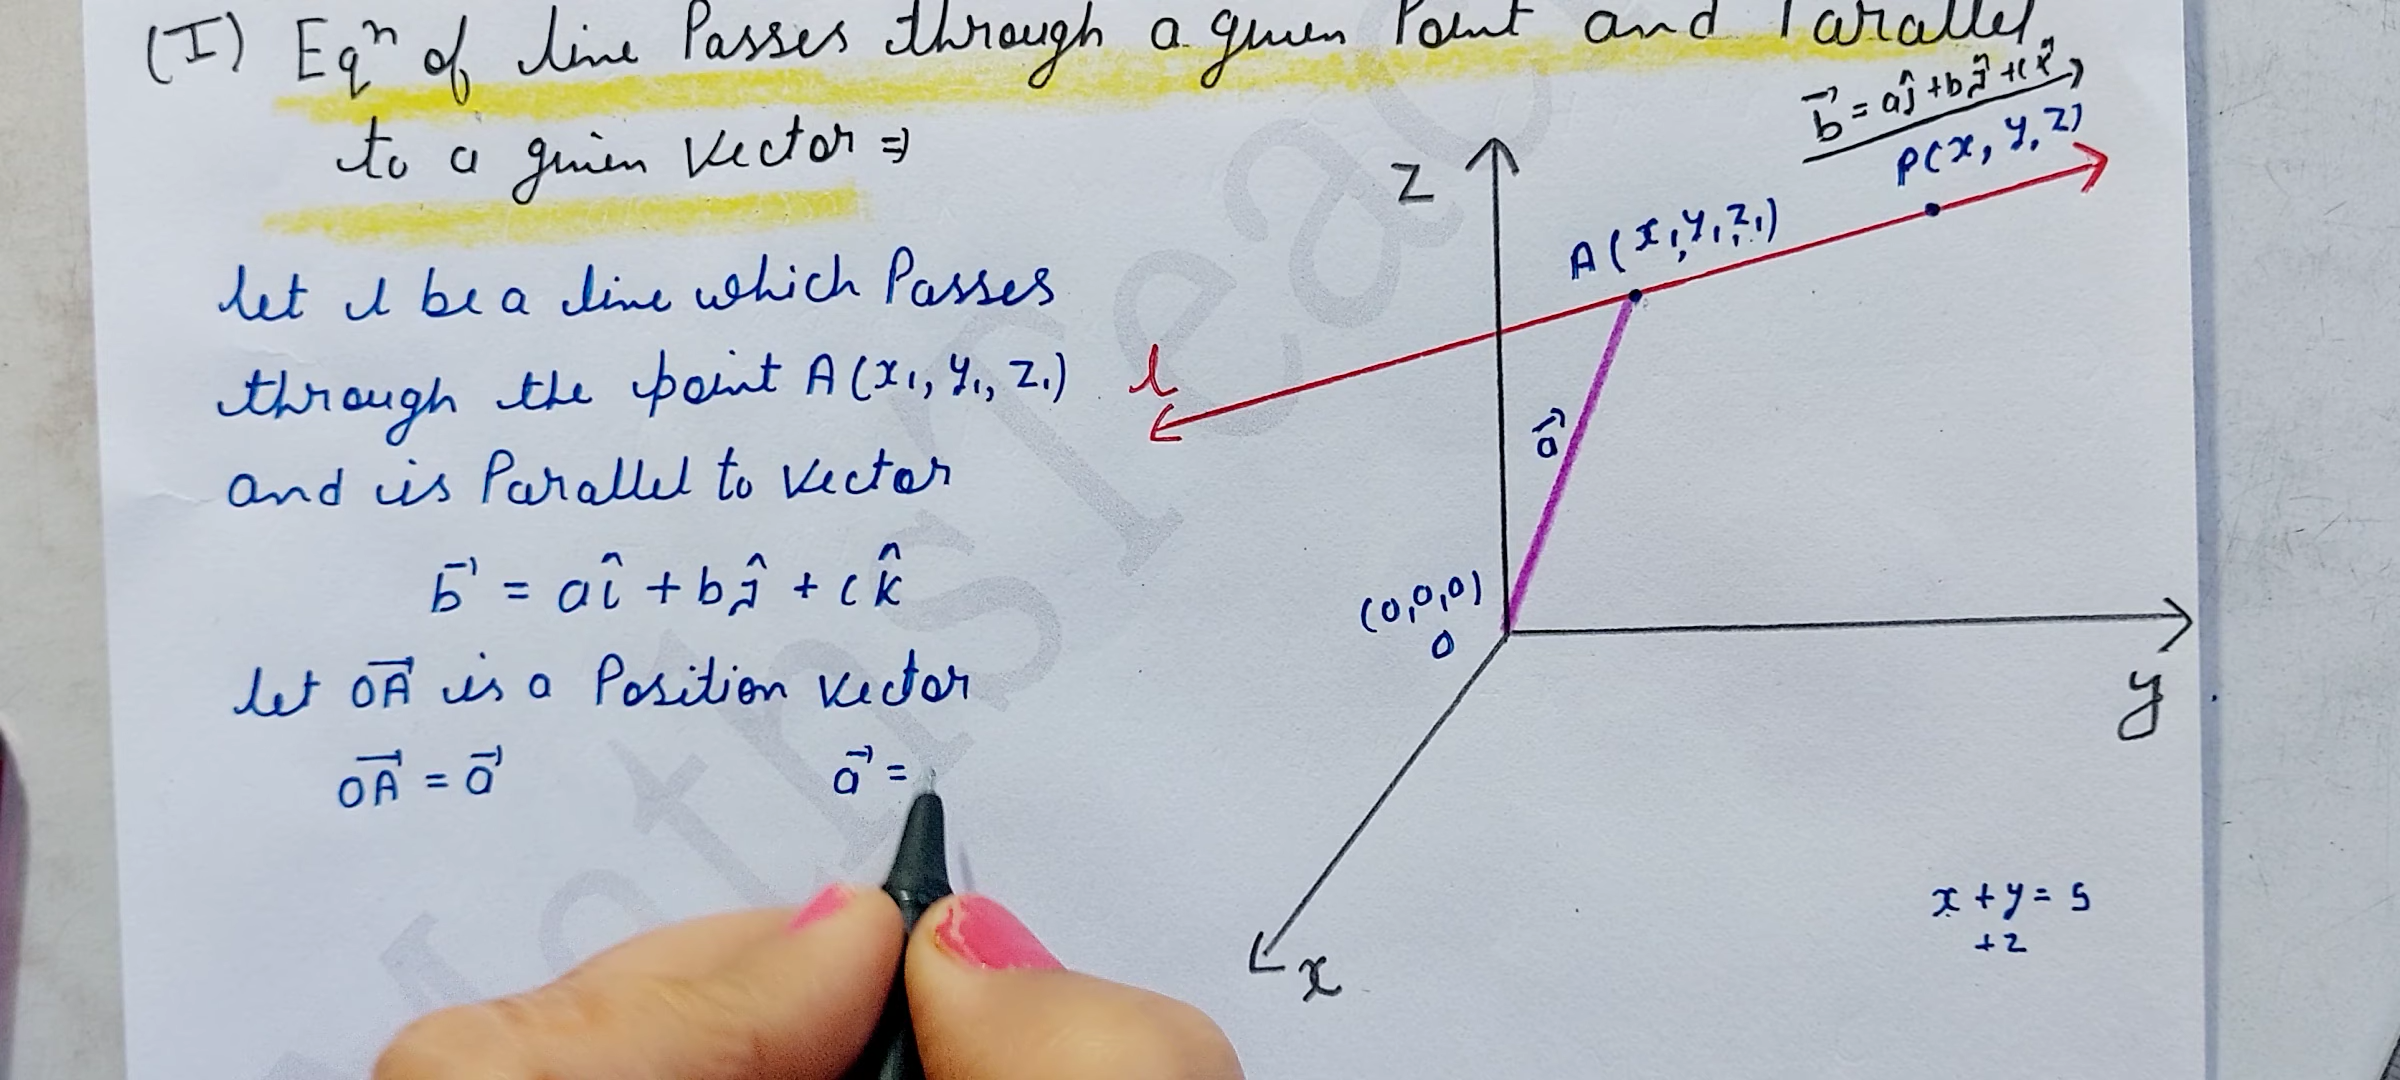 (I) Eqⁿ of line Passes through a given Point and Parallel
to a given Vector ⇒
let l be a line which Passes
through the point A(x₁, y₁, z₁)
and is Parallel to vector
b⃗ = aî + bĵ + ck̂
let OA⃗ is a Position vector
OA⃗ = a⃗
a⃗ =
b⃗ = aĵ + bĵ + ck̂
P(x, y, z)
A(x₁, y₁, z₁)
z
l
a⃗
(0,0,0)
O
y
x
x + y = 5
+2